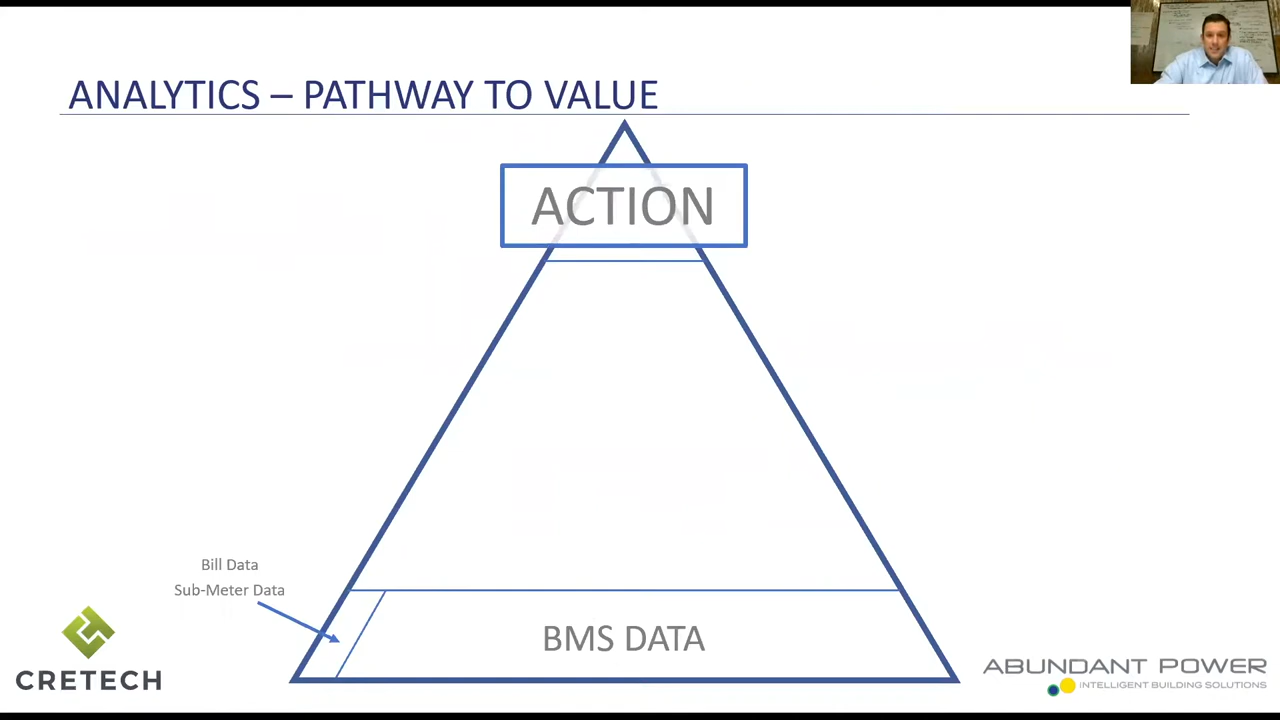 ANALYTICS – PATHWAY TO VALUE
ACTION
Bill Data
Sub-Meter Data
BMS DATA
CRETECH
ABUNDANT POWER
INTELLIGENT BUILDING SOLUTIONS